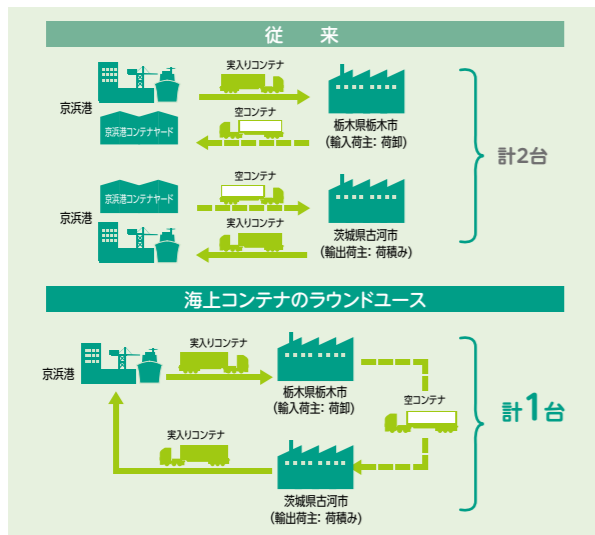 従　来
実入りコンテナ
京浜港
空コンテナ
京浜港コンテナヤード
栃木県栃木市
(輸入荷主：荷卸)
計2台
空コンテナ
京浜港コンテナヤード
京浜港
実入りコンテナ
茨城県古河市
(輸出荷主：荷積み)
海上コンテナのラウンドユース
実入りコンテナ
京浜港
栃木県栃木市
(輸入荷主：荷卸)
空コンテナ
計1台
実入りコンテナ
茨城県古河市
(輸出荷主：荷積み)